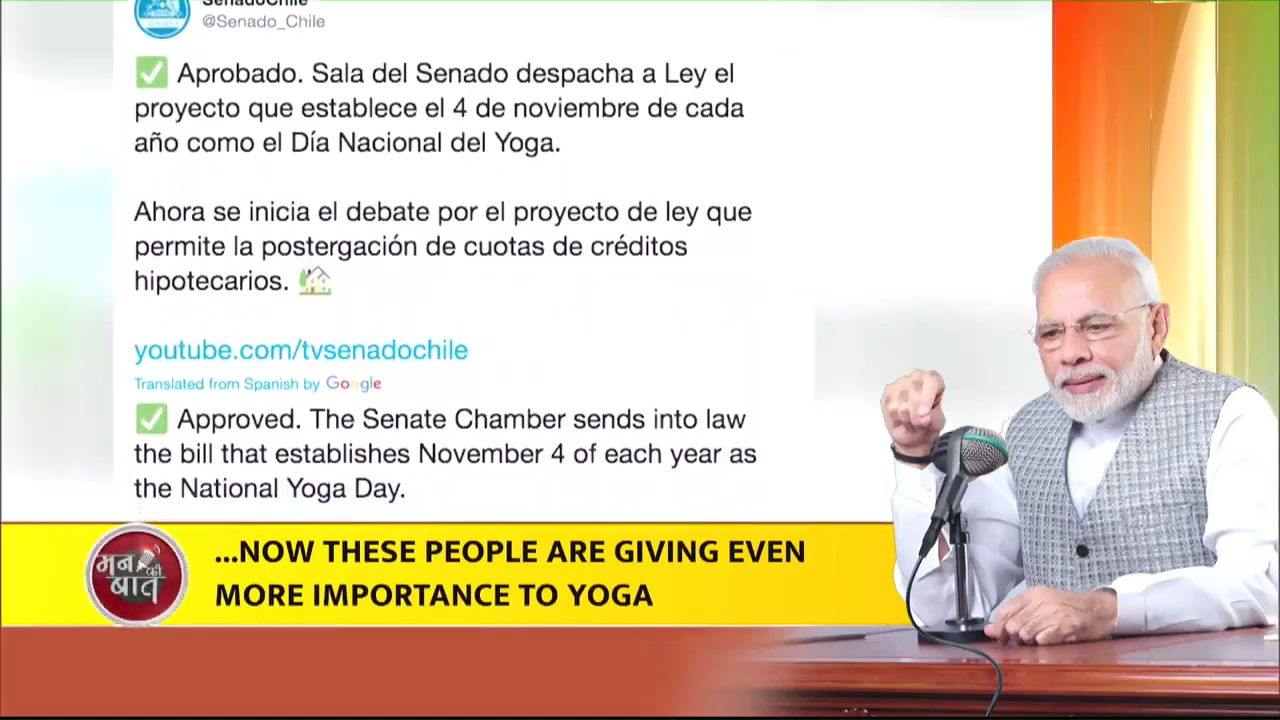 SenadoChile
@Senado_Chile
✅ Aprobado. Sala del Senado despacha a Ley el
proyecto que establece el 4 de noviembre de cada
año como el Día Nacional del Yoga.
Ahora se inicia el debate por el proyecto de ley que
permite la postergación de cuotas de créditos
hipotecarios. 🏡
youtube.com/tvsenadochile
Translated from Spanish by Google
✅ Approved. The Senate Chamber sends into law
the bill that establishes November 4 of each year as
the National Yoga Day.
मन की बात
...NOW THESE PEOPLE ARE GIVING EVEN
MORE IMPORTANCE TO YOGA